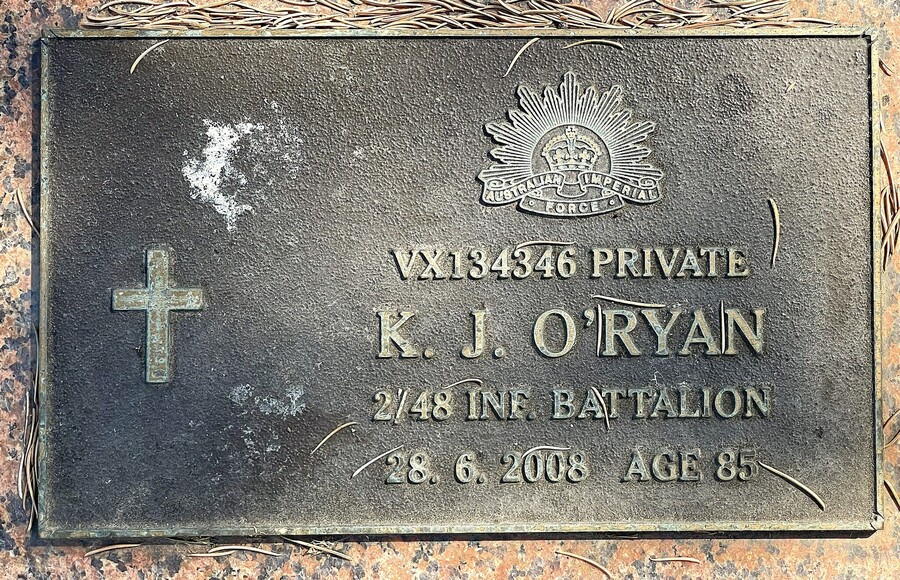 AUSTRALIAN IMPERIAL
FORCE
VX134346 PRIVATE
K. J. O'RYAN
2/48 INF. BATTALION
28. 6. 2008 AGE 85